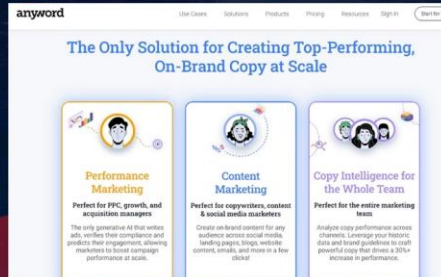 anyword
Use Cases Solutions Products Pricing Resources Sign In Start for
The Only Solution for Creating Top-Performing,
On-Brand Copy at Scale
Performance
Marketing
Perfect for PPC, growth, and
acquisition managers
The only generative AI that writes
ads, verifies their compliance and
predicts their engagement, allowing
marketers to boost campaign
performance at scale.
Content
Marketing
Perfect for copywriters, content
& social media marketers
Create on-brand content for any
audience across social media,
landing pages, blogs, website
content, emails, and more in a few
clicks!
Copy Intelligence for
the Whole Team
Perfect for the entire marketing
team
Analyze copy performance across
channels. Leverage your historic
data and brand guidelines to craft
powerful copy that drives a 30%+
increase in performance.